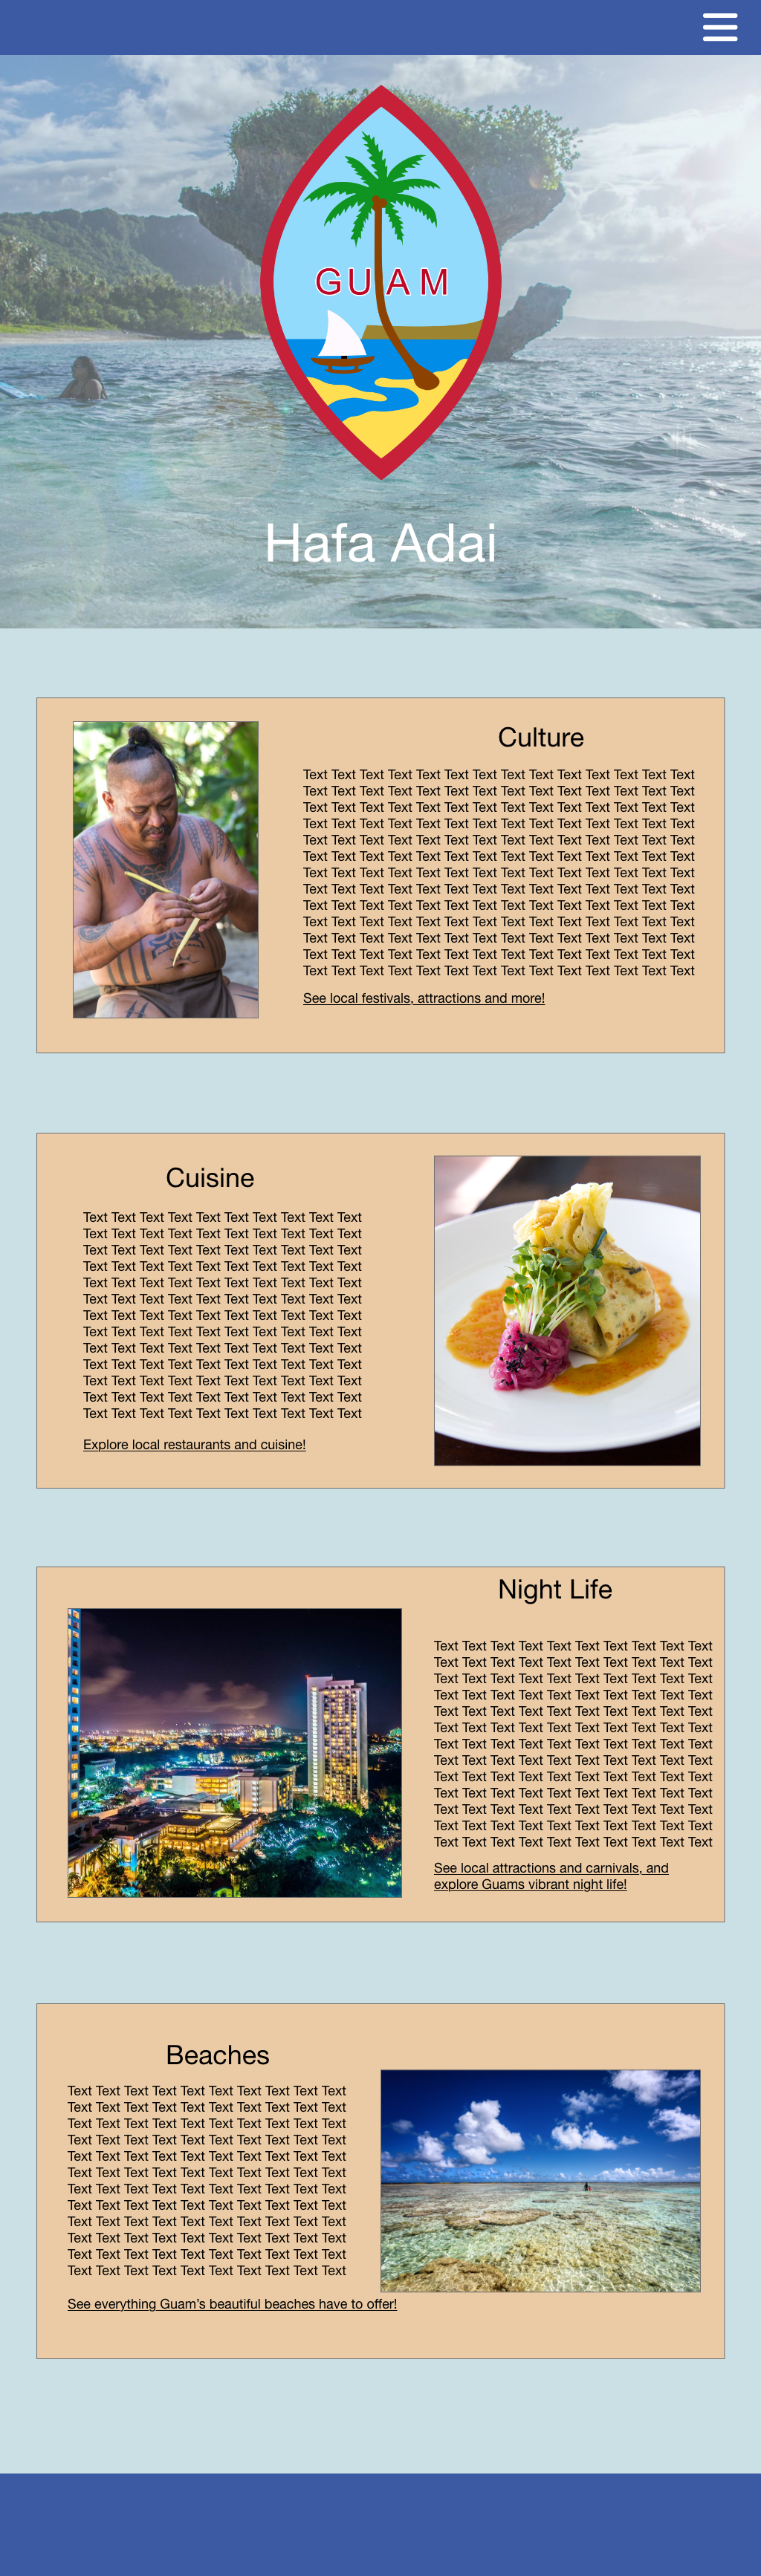 GUAM
Hafa Adai
Culture
Text Text Text Text Text Text Text Text Text Text Text Text Text Text
Text Text Text Text Text Text Text Text Text Text Text Text Text Text
Text Text Text Text Text Text Text Text Text Text Text Text Text Text
Text Text Text Text Text Text Text Text Text Text Text Text Text Text
Text Text Text Text Text Text Text Text Text Text Text Text Text Text
Text Text Text Text Text Text Text Text Text Text Text Text Text Text
Text Text Text Text Text Text Text Text Text Text Text Text Text Text
Text Text Text Text Text Text Text Text Text Text Text Text Text Text
Text Text Text Text Text Text Text Text Text Text Text Text Text Text
Text Text Text Text Text Text Text Text Text Text Text Text Text Text
Text Text Text Text Text Text Text Text Text Text Text Text Text Text
Text Text Text Text Text Text Text Text Text Text Text Text Text Text
Text Text Text Text Text Text Text Text Text Text Text Text Text Text
See local festivals, attractions and more!
Cuisine
Text Text Text Text Text Text Text Text Text Text
Text Text Text Text Text Text Text Text Text Text
Text Text Text Text Text Text Text Text Text Text
Text Text Text Text Text Text Text Text Text Text
Text Text Text Text Text Text Text Text Text Text
Text Text Text Text Text Text Text Text Text Text
Text Text Text Text Text Text Text Text Text Text
Text Text Text Text Text Text Text Text Text Text
Text Text Text Text Text Text Text Text Text Text
Text Text Text Text Text Text Text Text Text Text
Text Text Text Text Text Text Text Text Text Text
Text Text Text Text Text Text Text Text Text Text
Text Text Text Text Text Text Text Text Text Text
Explore local restaurants and cuisine!
Night Life
Text Text Text Text Text Text Text Text Text Text
Text Text Text Text Text Text Text Text Text Text
Text Text Text Text Text Text Text Text Text Text
Text Text Text Text Text Text Text Text Text Text
Text Text Text Text Text Text Text Text Text Text
Text Text Text Text Text Text Text Text Text Text
Text Text Text Text Text Text Text Text Text Text
Text Text Text Text Text Text Text Text Text Text
Text Text Text Text Text Text Text Text Text Text
Text Text Text Text Text Text Text Text Text Text
Text Text Text Text Text Text Text Text Text Text
Text Text Text Text Text Text Text Text Text Text
Text Text Text Text Text Text Text Text Text Text
See local attractions and carnivals, and
explore Guams vibrant night life!
Beaches
Text Text Text Text Text Text Text Text Text Text
Text Text Text Text Text Text Text Text Text Text
Text Text Text Text Text Text Text Text Text Text
Text Text Text Text Text Text Text Text Text Text
Text Text Text Text Text Text Text Text Text Text
Text Text Text Text Text Text Text Text Text Text
Text Text Text Text Text Text Text Text Text Text
Text Text Text Text Text Text Text Text Text Text
Text Text Text Text Text Text Text Text Text Text
Text Text Text Text Text Text Text Text Text Text
Text Text Text Text Text Text Text Text Text Text
Text Text Text Text Text Text Text Text Text Text
See everything Guam’s beautiful beaches have to offer!